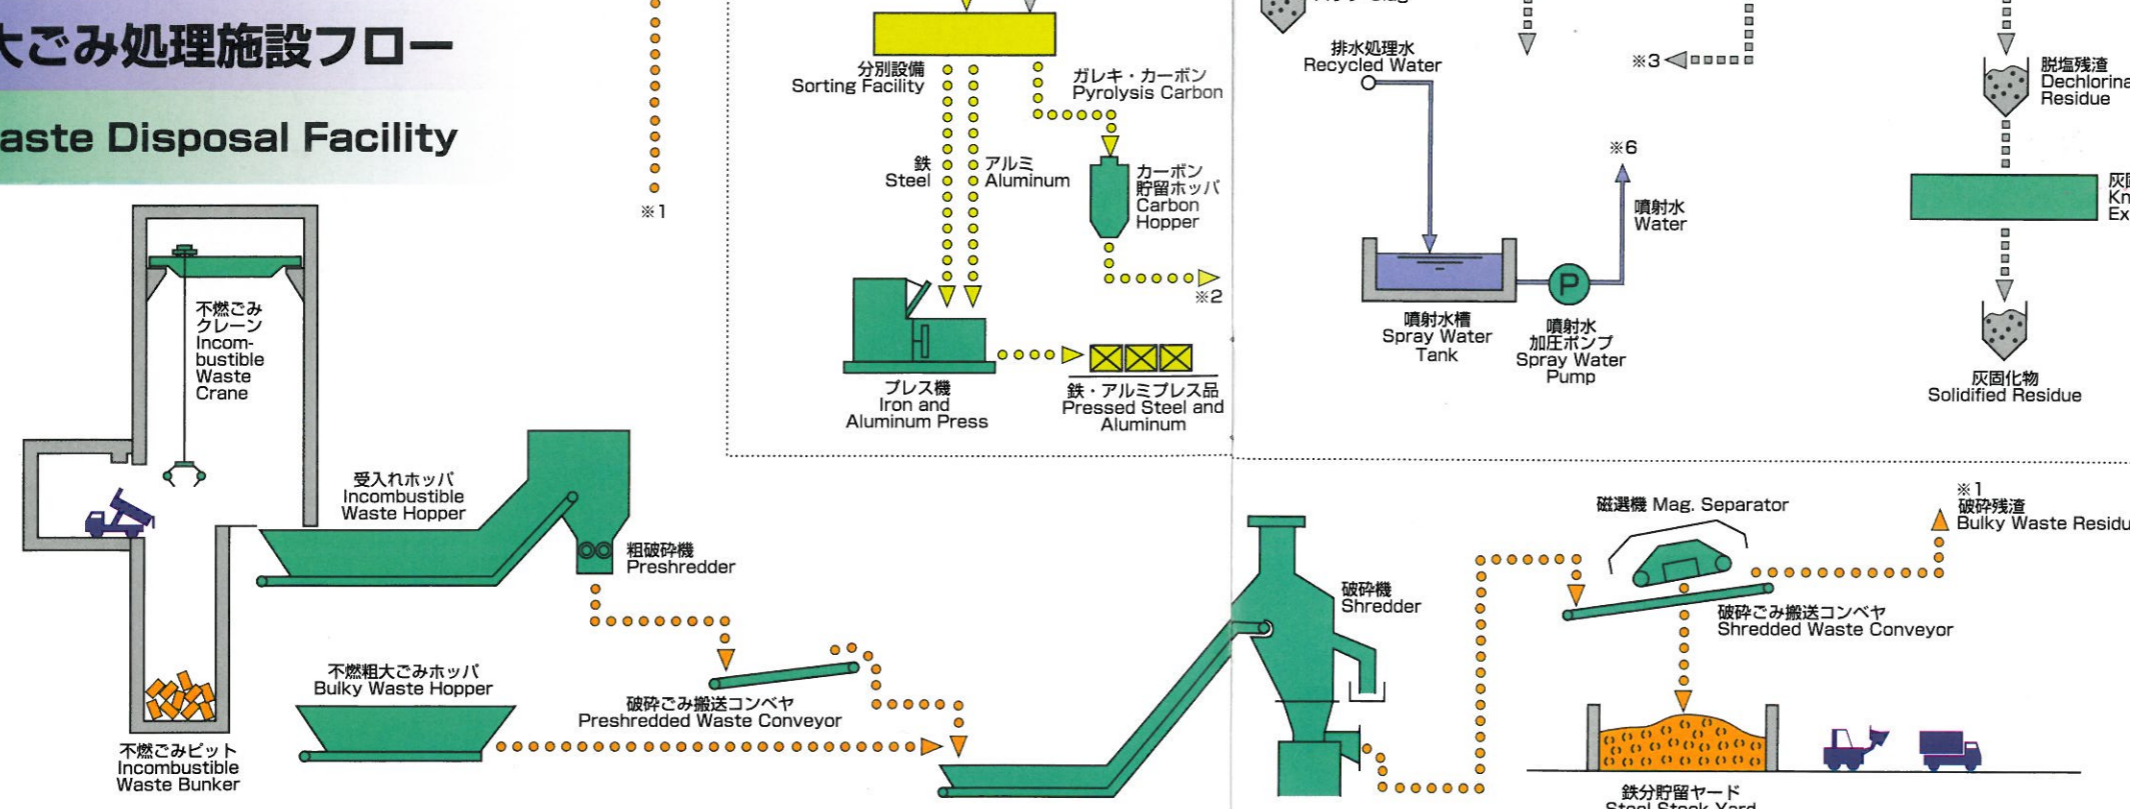 大ごみ処理施設フロー
aste Disposal Facility
※1
分別設備
Sorting Facility
ガレキ・カーボン
Pyrolysis Carbon
鉄
Steel
アルミ
Aluminum
カーボン
貯留ホッパ
Carbon
Hopper
※2
プレス機
Iron and
Aluminum Press
鉄・アルミプレス品
Pressed Steel and
Aluminum
排水処理水
Recycled Water
※3
※6
噴射水
Water
P
噴射水槽
Spray Water
Tank
噴射水
加圧ポンプ
Spray Water
Pump
脱塩残渣
Dechlorina
Residue
灰固
Kn
Ex
灰固化物
Solidified Residue
不燃ごみ
クレーン
Incom-
bustible
Waste
Crane
受入れホッパ
Incombustible
Waste Hopper
粗破砕機
Preshredder
不燃粗大ごみホッパ
Bulky Waste Hopper
破砕ごみ搬送コンベヤ
Preshredded Waste Conveyor
不燃ごみピット
Incombustible
Waste Bunker
破砕機
Shredder
磁選機 Mag. Separator
※1
破砕残渣
Bulky Waste Residu
破砕ごみ搬送コンベヤ
Shredded Waste Conveyor
鉄分貯留ヤード
Steel Stock Yard